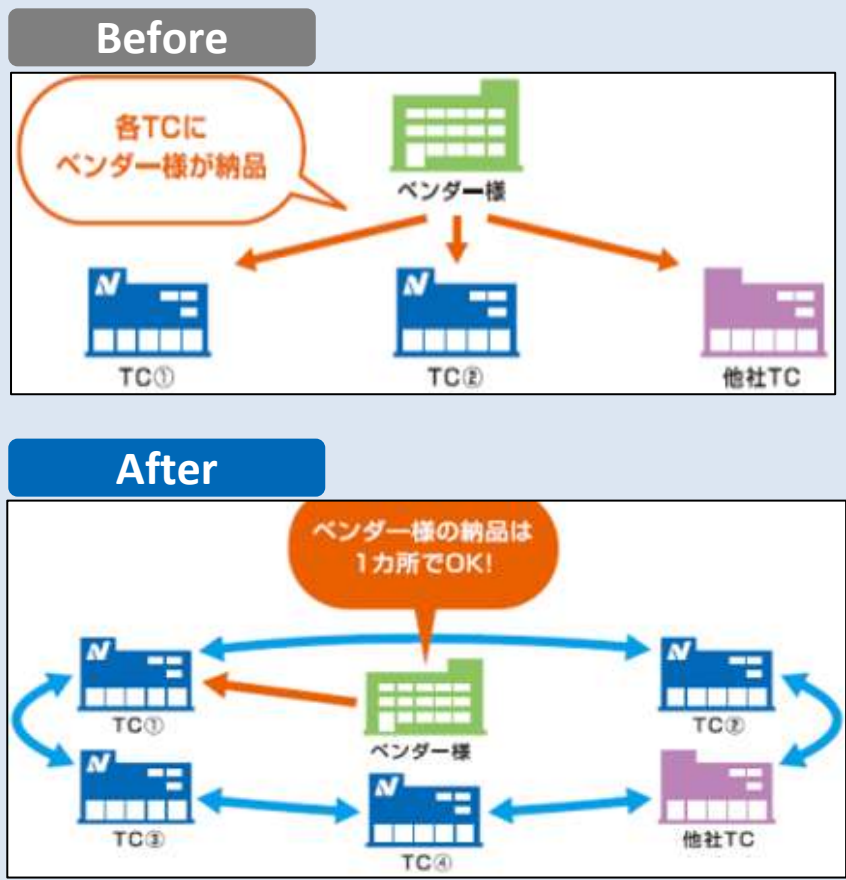 Before
各TCに
ベンダー様が納品
ベンダー様
TC①
TC②
他社TC
After
ベンダー様の納品は
1カ所でOK!
TC①
TC②
ベンダー様
TC③
他社TC
TC④